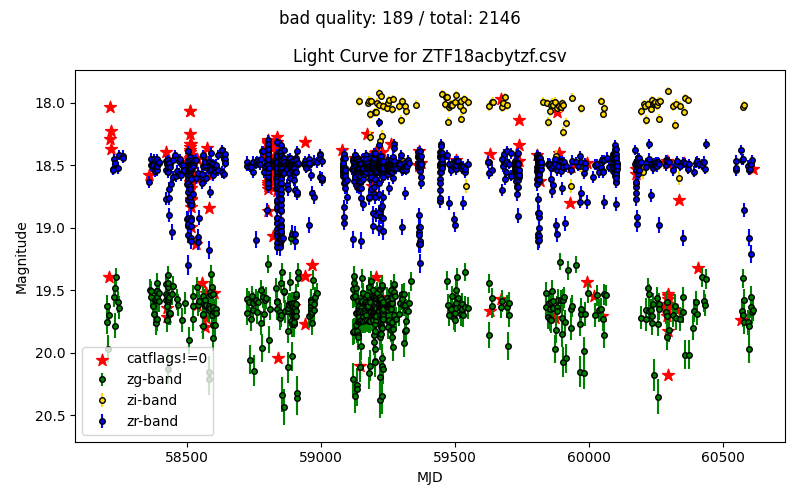 bad quality: 189 / total: 2146
Light Curve for ZTF18acbytzf.csv
18.0
18.5
19.0
19.5
20.0
20.5
Magnitude
catflags!=0
zg-band
zi-band
zr-band
58500 59000 59500 60000 60500
MJD